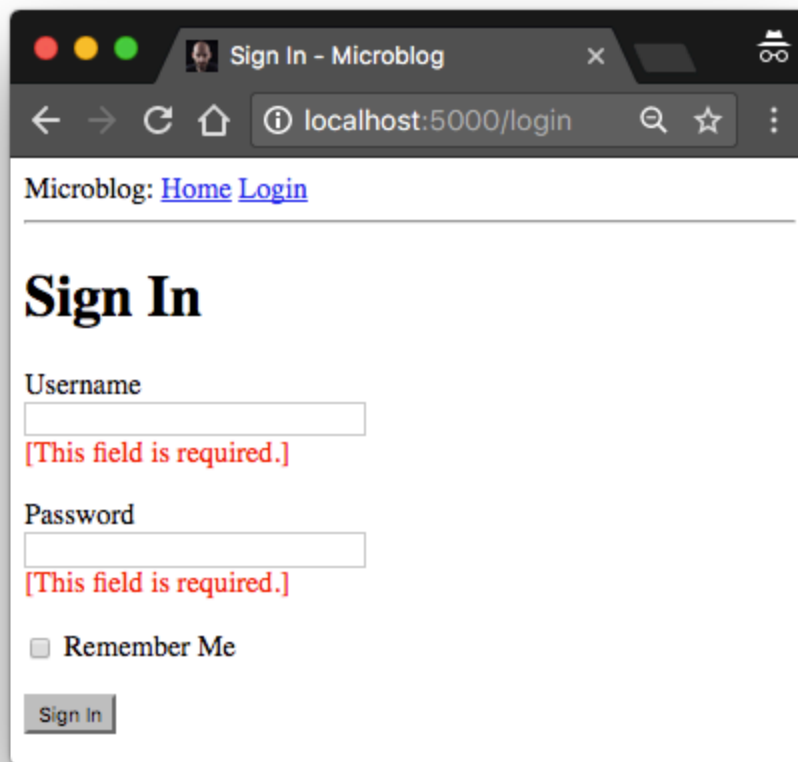 Sign In - Microblog
localhost:5000/login
Microblog: Home Login
Sign In
Username
[This field is required.]
Password
[This field is required.]
Remember Me
Sign In